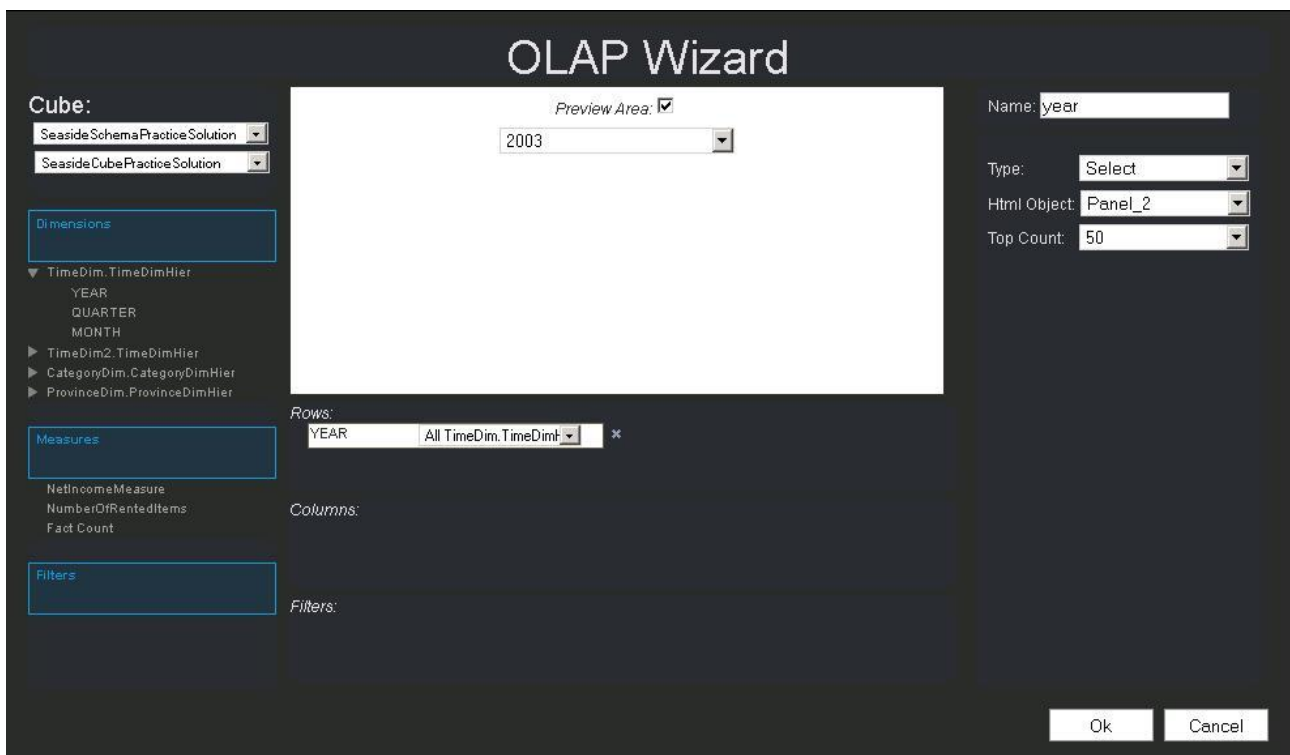 OLAP Wizard
Cube:
SeasideSchemaPracticeSolution
SeasideCubePracticeSolution
Dimensions
TimeDim.TimeDimHier
YEAR
QUARTER
MONTH
TimeDim2.TimeDimHier
CategoryDim.CategoryDimHier
ProvinceDim.ProvinceDimHier
Measures
NetIncomeMeasure
NumberOfRentedItems
Fact Count
Filters
Preview Area:
2003
Rows:
YEAR All TimeDim.TimeDimH
Columns:
Filters:
Name: year
Type: Select
Html Object: Panel_2
Top Count: 50
Ok Cancel